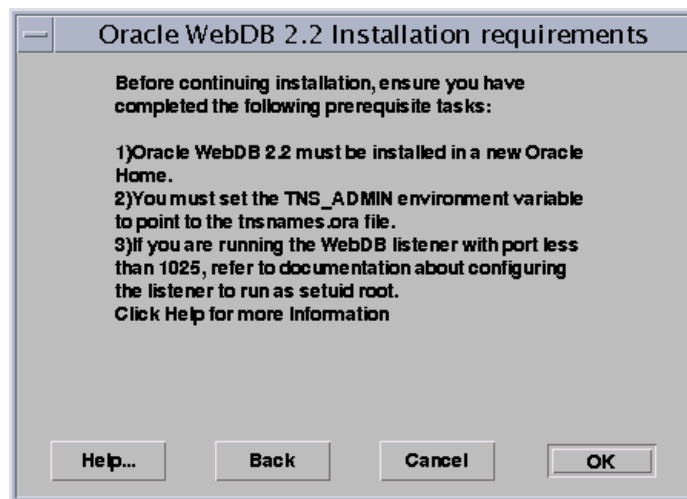 Oracle WebDB 2.2 Installation requirements
Before continuing installation, ensure you have
completed the following prerequisite tasks:
1)Oracle WebDB 2.2 must be installed in a new Oracle
Home.
2)You must set the TNS_ADMIN environment variable
to point to the tnsnames.ora file.
3)If you are running the WebDB listener with port less
than 1025, refer to documentation about configuring
the listener to run as setuid root.
Click Help for more Information
Help... Back Cancel OK